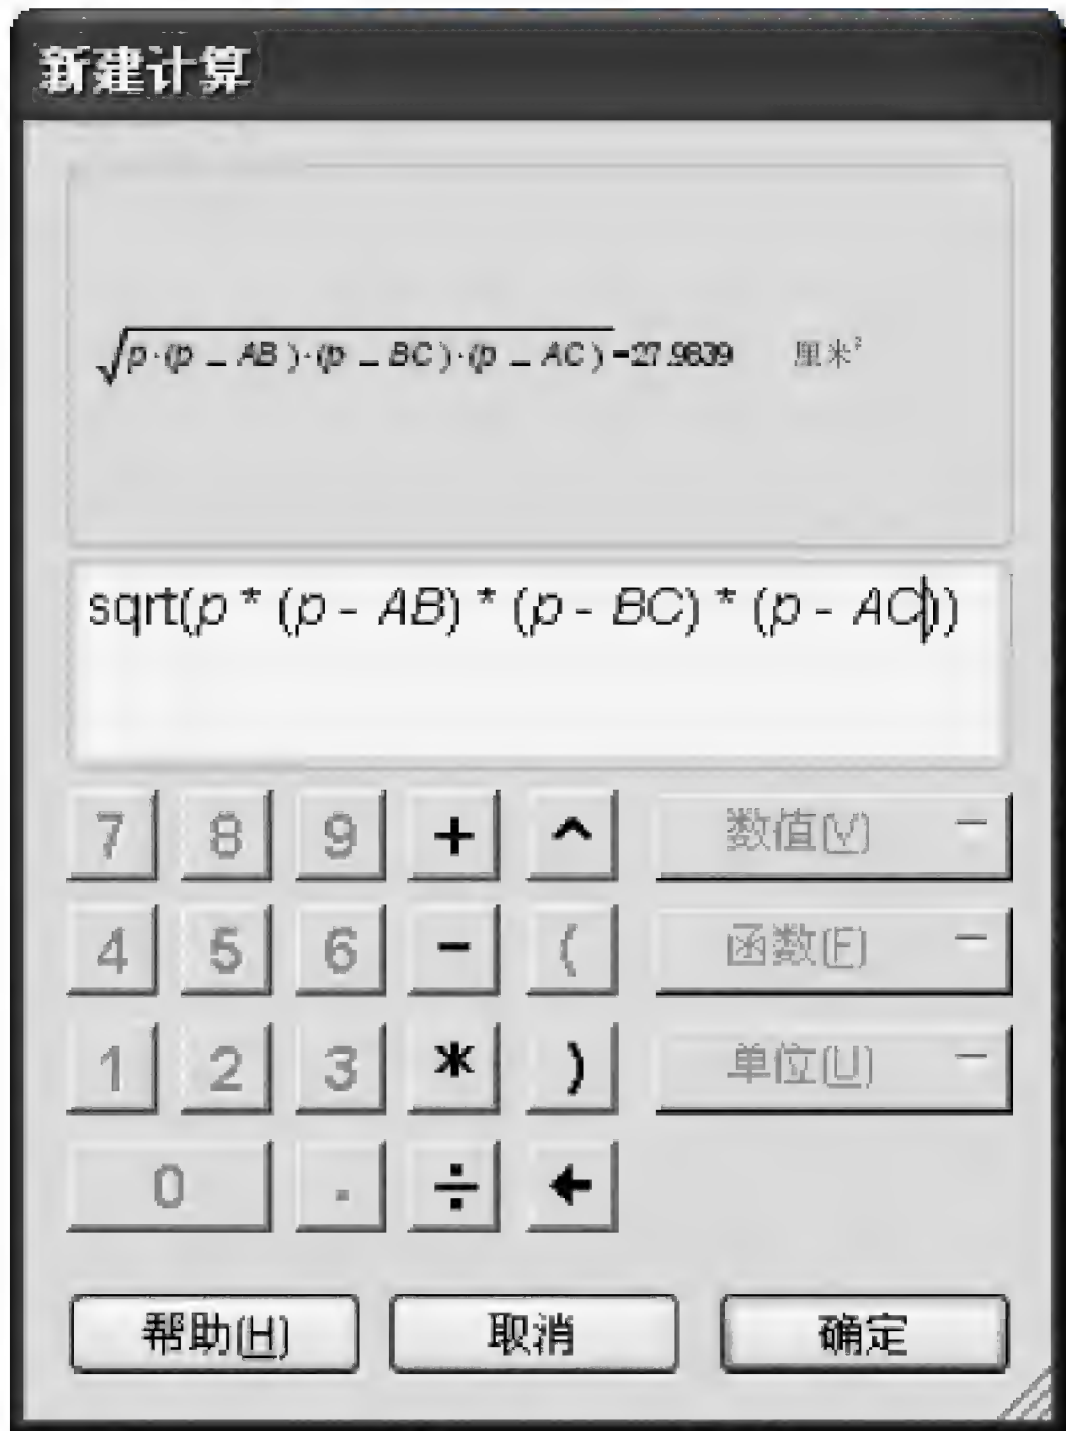 新建计算
√p·(p – AB)·(p – BC)·(p – AC)=27.9839 厘米²
sqrt(p * (p - AB) * (p - BC) * (p - AC))
7 8 9 + ^ 数值(V)
4 5 6 - ( 函数(F)
1 2 3 * ) 单位(U)
0 . ÷ ←
帮助(H) 取消 确定